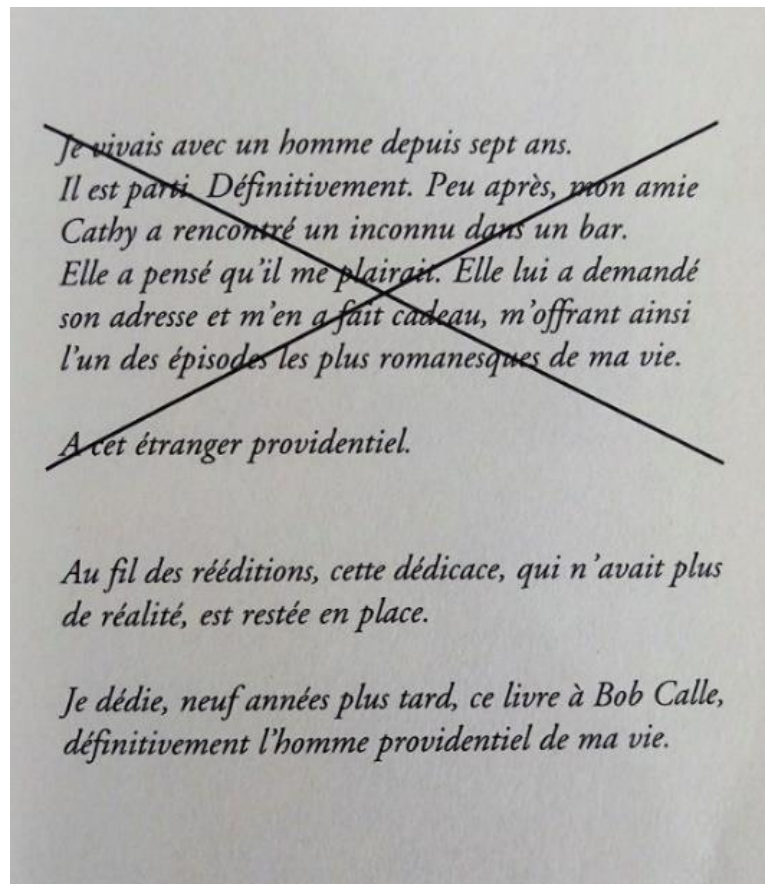 Je vivais avec un homme depuis sept ans.
Il est parti. Définitivement. Peu après, mon amie
Cathy a rencontré un inconnu dans un bar.
Elle a pensé qu'il me plairait. Elle lui a demandé
son adresse et m'en a fait cadeau, m'offrant ainsi
l'un des épisodes les plus romanesques de ma vie.
A cet étranger providentiel.
Au fil des rééditions, cette dédicace, qui n'avait plus
de réalité, est restée en place.
Je dédie, neuf années plus tard, ce livre à Bob Calle,
définitivement l'homme providentiel de ma vie.